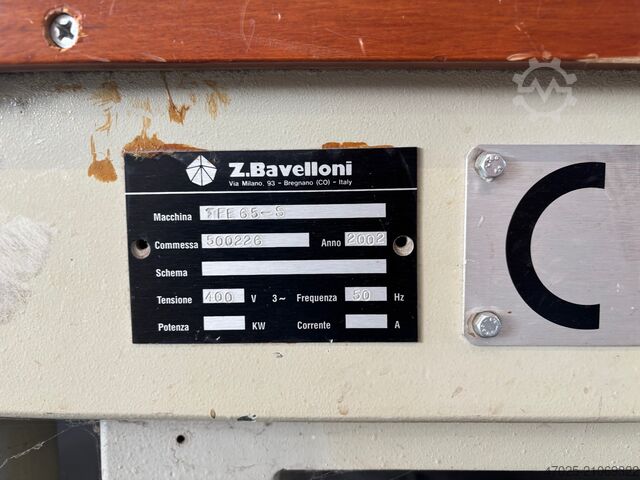 Z.Bavelloni
Via Milano, 93 - Bregnano (CO) - Italy
Macchina FFE 65-S
Commessa 500226 Anno 2002
Schema
Tensione 400 V 3~ Frequenza 50 Hz
Potenza KW Corrente A
C